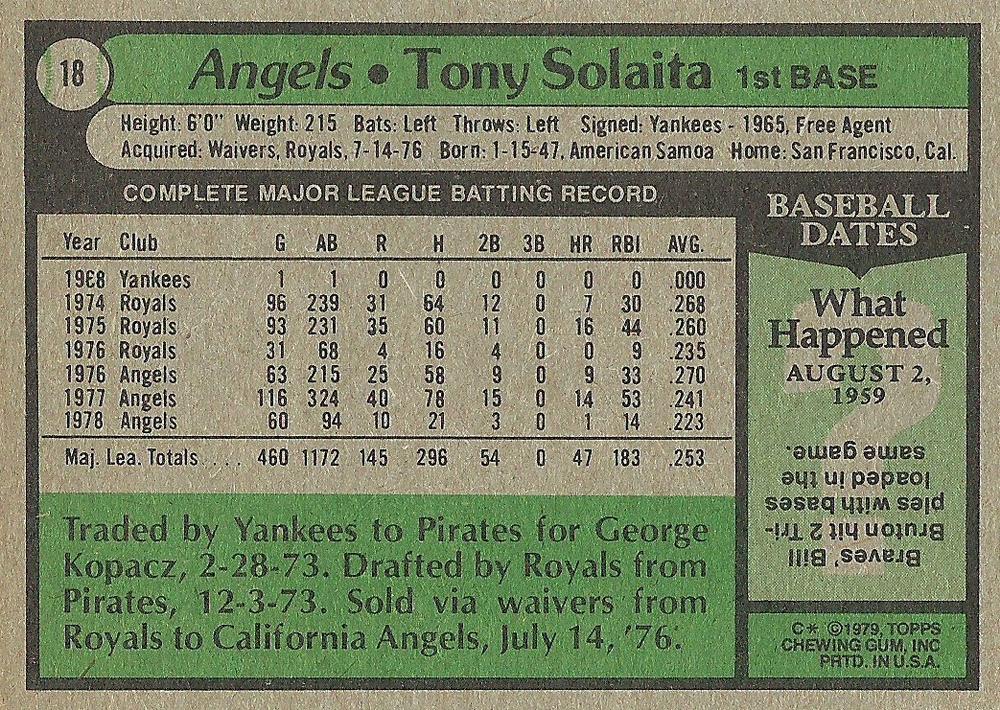 18
Angels • Tony Solaita 1st BASE
Height: 6'0" Weight: 215 Bats: Left Throws: Left Signed: Yankees - 1965, Free Agent
Acquired: Waivers, Royals, 7-14-76 Born: 1-15-47, American Samoa Home: San Francisco, Cal.
COMPLETE MAJOR LEAGUE BATTING RECORD
Year Club G AB R H 2B 3B HR RBI AVG.
1968 Yankees 1 1 0 0 0 0 0 0 .000
1974 Royals 96 239 31 64 12 0 7 30 .268
1975 Royals 93 231 35 60 11 0 16 44 .260
1976 Royals 31 68 4 16 4 0 0 9 .235
1976 Angels 63 215 25 58 9 0 9 33 .270
1977 Angels 116 324 40 78 15 0 14 53 .241
1978 Angels 60 94 10 21 3 0 1 14 .223
Maj. Lea. Totals .... 460 1172 145 296 54 0 47 183 .253
Traded by Yankees to Pirates for George
Kopacz, 2-28-73. Drafted by Royals from
Pirates, 12-3-73. Sold via waivers from
Royals to California Angels, July 14, '76.
BASEBALL
DATES
What
Happened
AUGUST 2,
1959
Braves' Bill
Bruton hit 2 tri-
ples with bases
loaded in the
same game.
C* ©1979, TOPPS
CHEWING GUM, INC
PRTD. IN U.S.A.